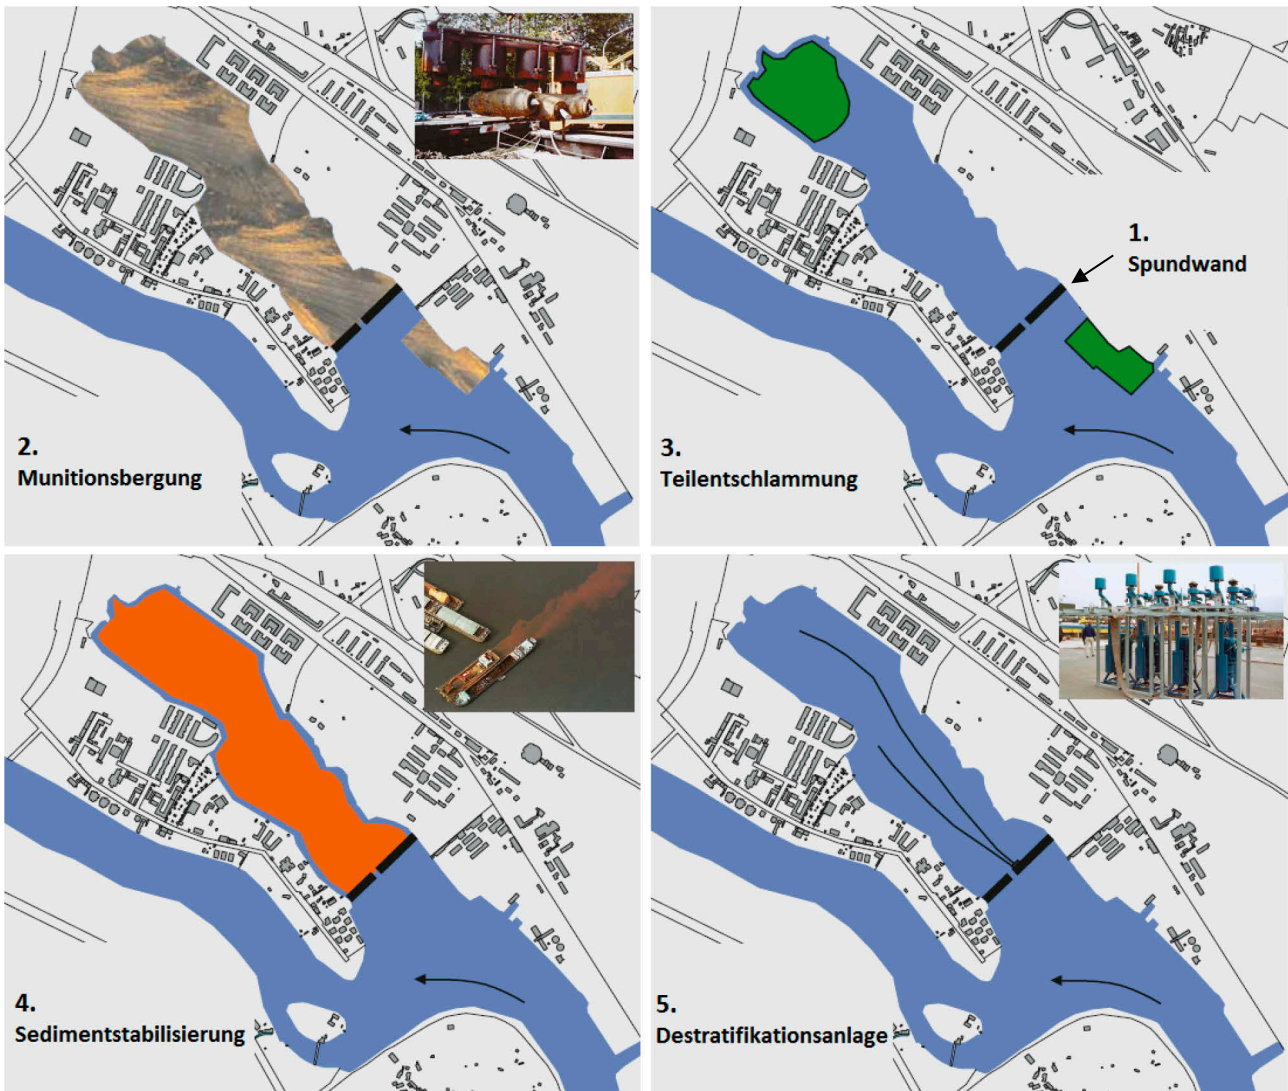 2.
Munitionsbergung
1.
Spundwand
3.
Teilentschlammung
4.
Sedimentstabilisierung
5.
Destratifikationsanlage